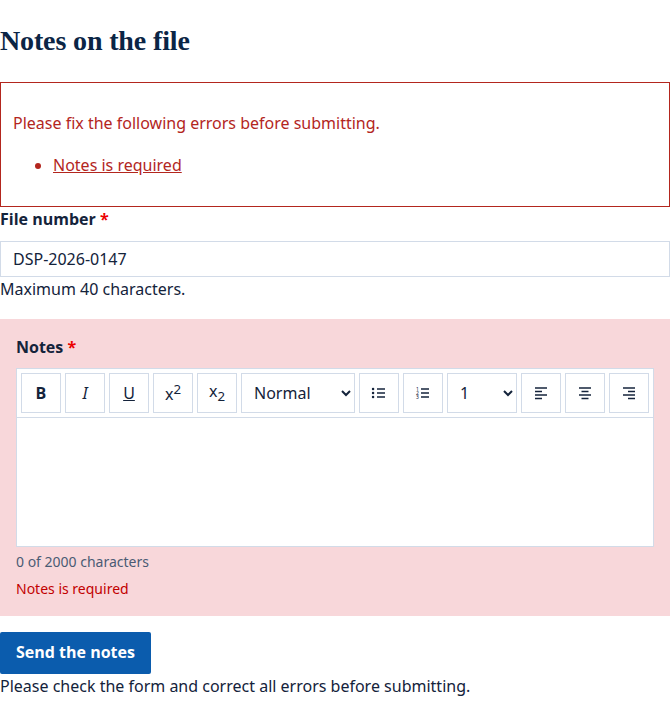 Notes on the file
Please fix the following errors before submitting.
Notes is required
File number *
DSP-2026-0147
Maximum 40 characters.
Notes *
B I U x2 x2 Normal 1
0 of 2000 characters
Notes is required
Send the notes
Please check the form and correct all errors before submitting.